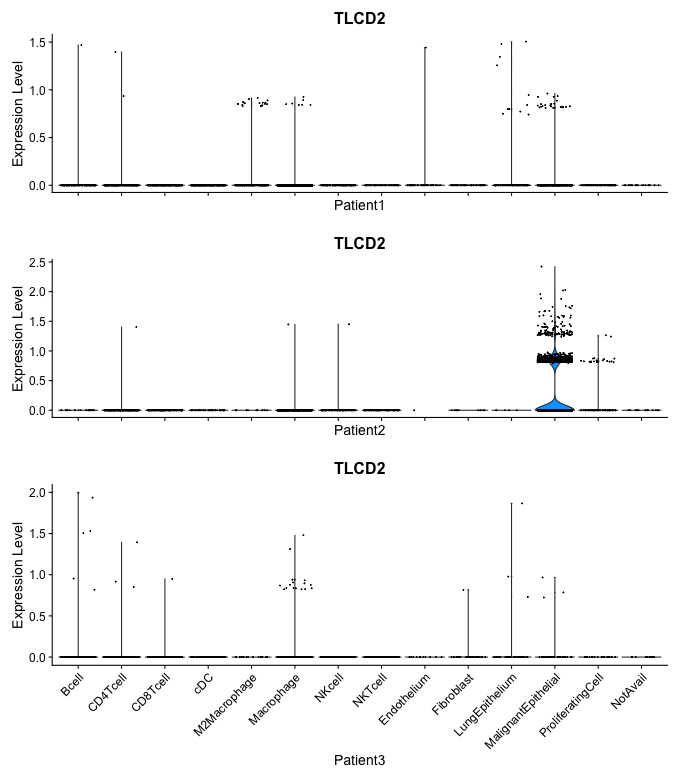 TLCD2
1.5
1.0
0.5
0.0
Expression Level
Patient1
TLCD2
2.5
2.0
1.5
1.0
0.5
0.0
Expression Level
Patient2
TLCD2
2.0
1.5
1.0
0.5
0.0
Expression Level
Bcell
CD4Tcell
CD8Tcell
cDC
M2Macrophage
Macrophage
NKcell
NKTcell
Endothelium
Fibroblast
LungEpithelium
MalignantEpithelial
ProliferatingCell
NotAvail
Patient3